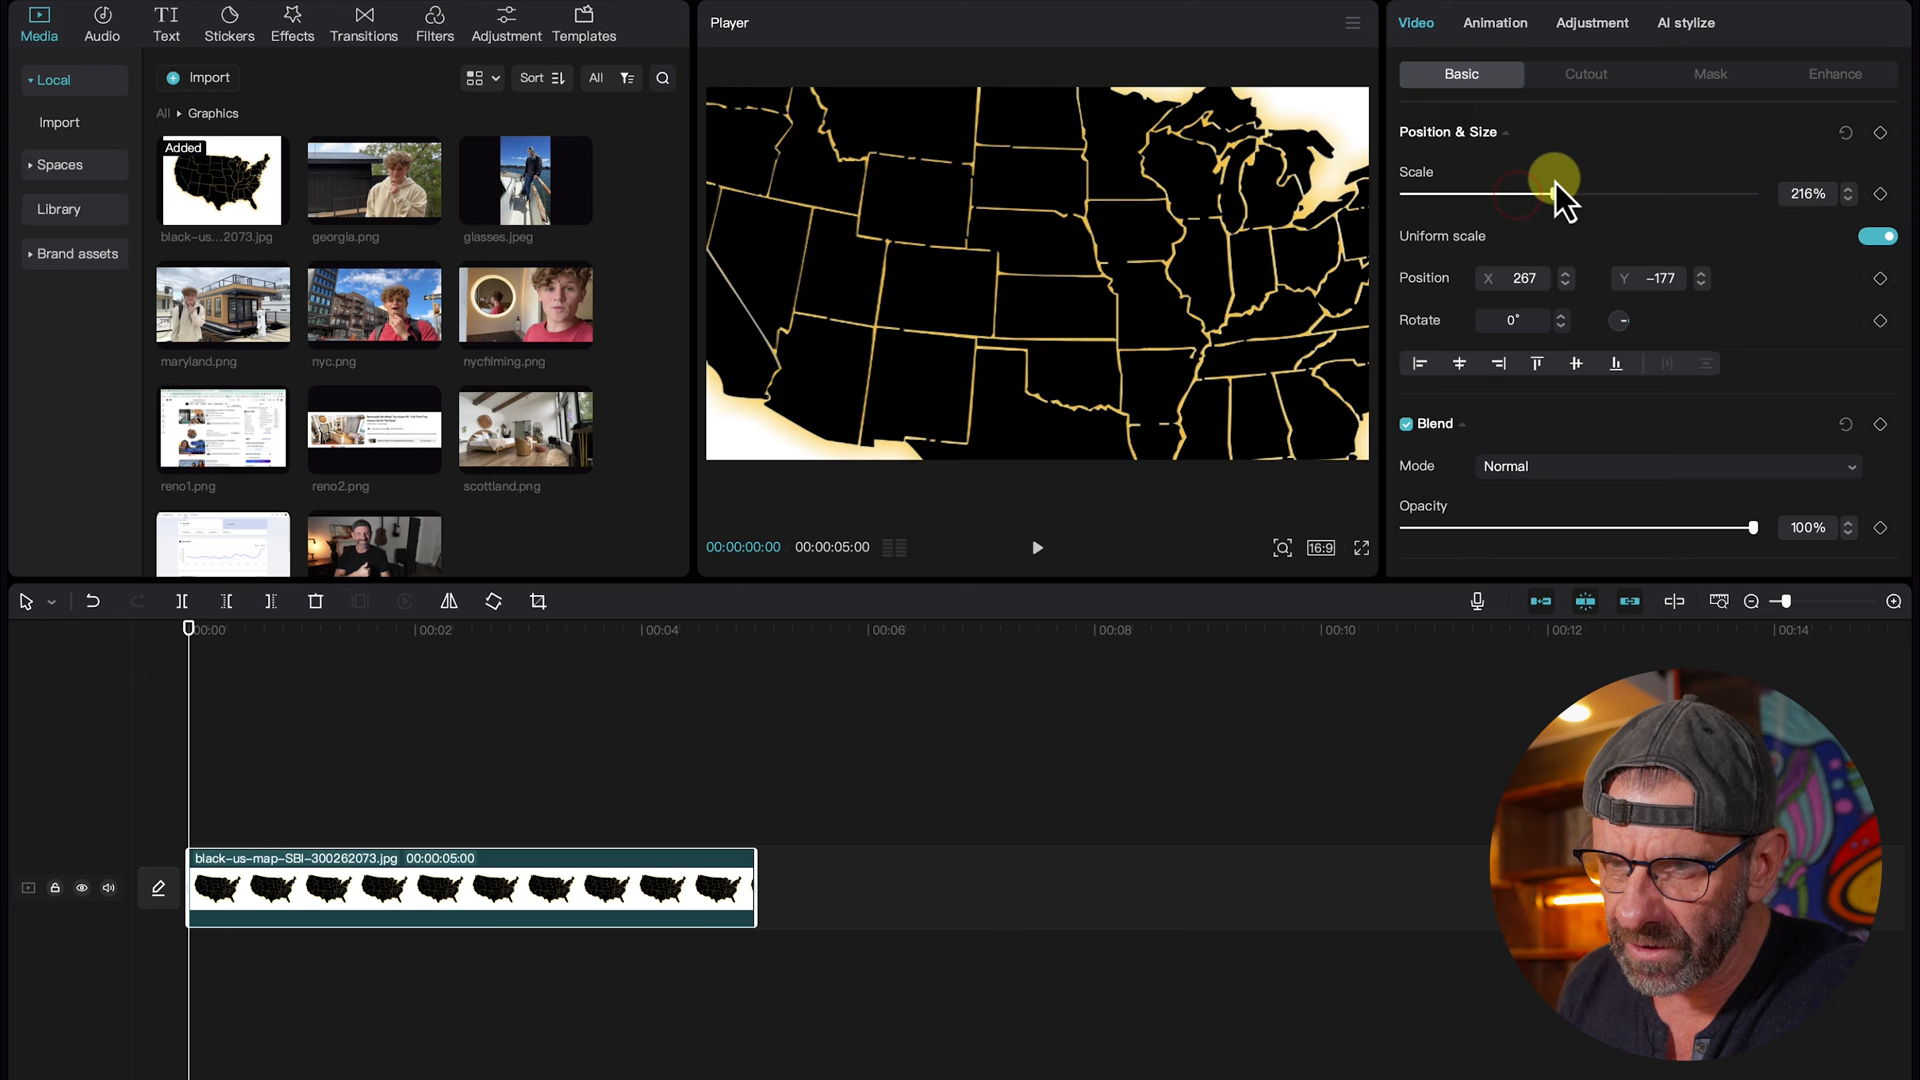 Media
Audio
Text
Stickers
Effects
Transitions
Filters
Adjustment
Templates
Local
Import
Spaces
Library
Brand assets
Import
Sort
All
All ▸ Graphics
Added
black-us...2073.jpg
georgia.png
glasses.jpeg
maryland.png
nyc.png
nycfilming.png
reno1.png
reno2.png
scottland.png
Player
00:00:00:00
00:00:05:00
16:9
Video
Animation
Adjustment
AI stylize
Basic
Cutout
Mask
Enhance
Position & Size
Scale
216%
Uniform scale
Position X 267 Y -177
Rotate 0°
Blend
Mode Normal
Opacity
100%
00:00
00:02
00:04
00:06
00:08
00:10
00:12
00:14
black-us-map-SBI-300262073.jpg 00:00:05:00